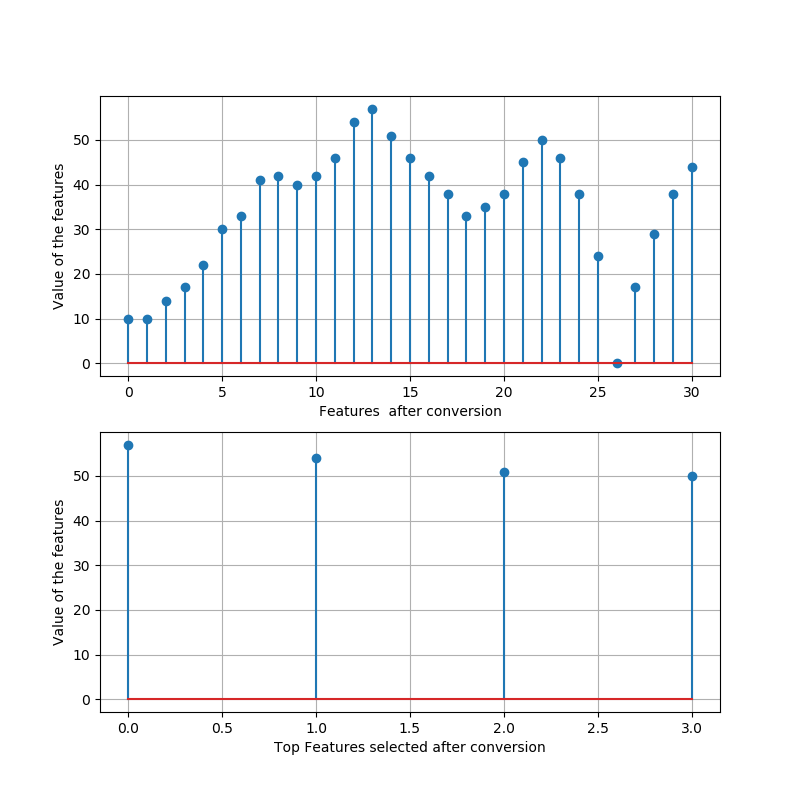 50
40
30
20
10
0
Value of the features
0 5 10 15 20 25 30
Features  after conversion
50
40
30
20
10
0
Value of the features
0.0 0.5 1.0 1.5 2.0 2.5 3.0
Top Features selected after conversion